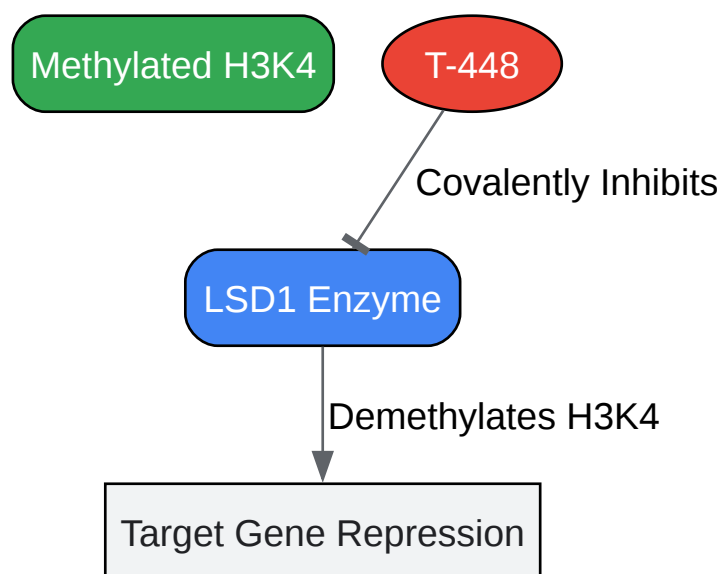 Methylated H3K4
T-448
Covalently Inhibits
LSD1 Enzyme
Demethylates H3K4
Target Gene Repression